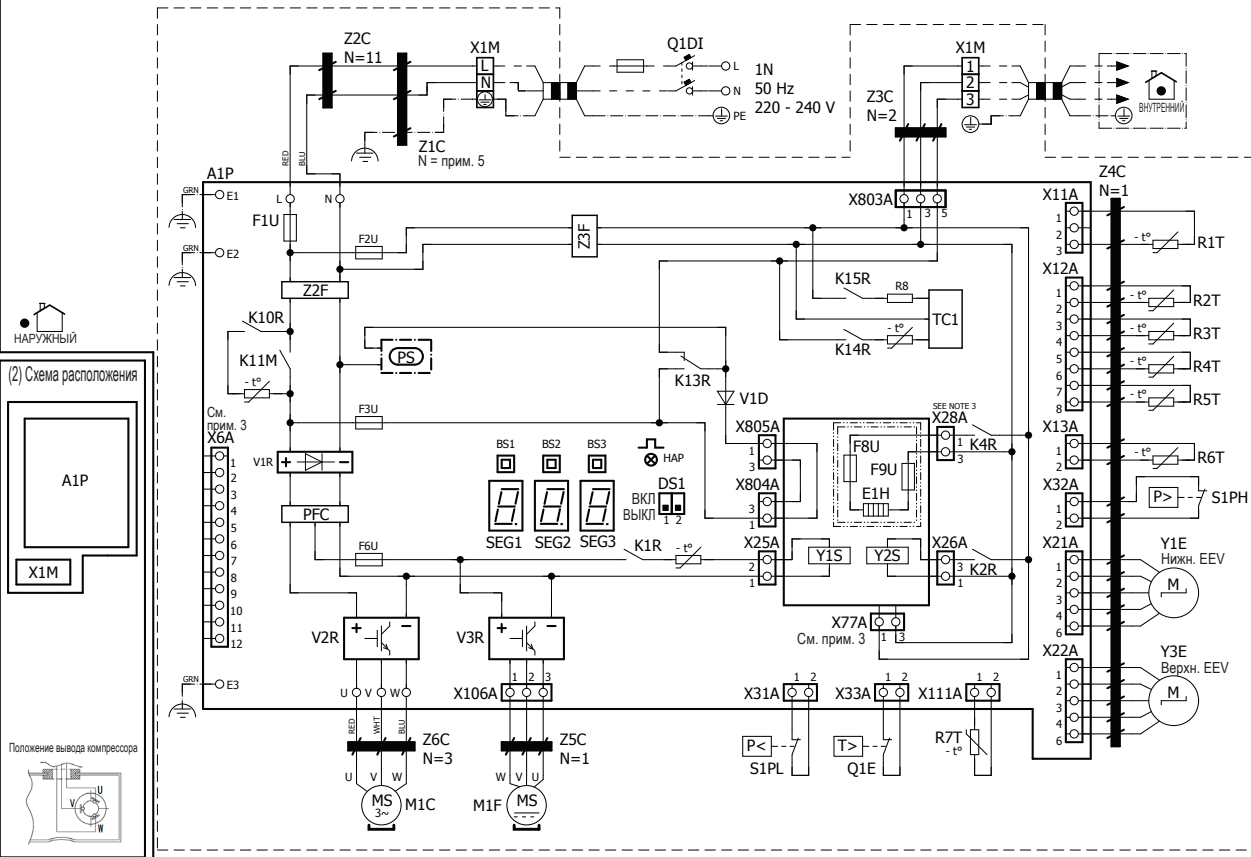 Z2C
N=11
X1M
L
N
Q1DI
L
N
PE
1N
50 Hz
220 - 240 V
Z1C
N = прим. 5
RED
BLU
Z3C
N=2
X1M
1
2
3
ВНУТРЕННИЙ
A1P
GRN
E1
L
N
F1U
F2U
GRN
E2
Z2F
Z3F
X803A
1 3 5
Z4C
N=1
X11A
1
2
3
- t°
R1T
X12A
1
2
3
4
5
6
7
8
- t°
R2T
- t°
R3T
- t°
R4T
- t°
R5T
X13A
1
2
- t°
R6T
X32A
1
2
P>
S1PH
X21A
1
2
3
4
5
6
M
Y1E
Нижн. EEV
X22A
1
2
3
4
5
6
M
Y3E
Верхн. EEV
K10R
K11M
- t°
PS
K15R
R8
K14R
- t°
TC1
K13R
V1D
F3U
НАРУЖНЫЙ
(2) Схема расположения
A1P
X1M
См.
прим. 3
X6A
1
2
3
4
5
6
7
8
9
10
11
12
V1R
+ -
PFC
F6U
BS1 BS2 BS3
НАР
DS1
ВКЛ
ВЫКЛ
1 2
SEG1 SEG2 SEG3
K1R
- t°
X805A
1
3
X804A
3
1
X25A
2
1
F8U
F9U
E1H
Y1S
Y2S
SEE NOTE 3
X28A
1
3
K4R
X26A
3
1
K2R
X77A
1 3
См. прим. 3
V2R
+ -
V3R
+ -
U V W
1 2 3
X106A
GRN
E3
RED
WHT
BLU
Z6C
N=3
Z5C
N=1
U V W
MS
3~
M1C
W V U
M1F
MS
X31A
1 2
P<
S1PL
X33A
1 2
T>
Q1E
X111A
1 2
R7T
- t°
Положение вывода компрессора
U
V
W